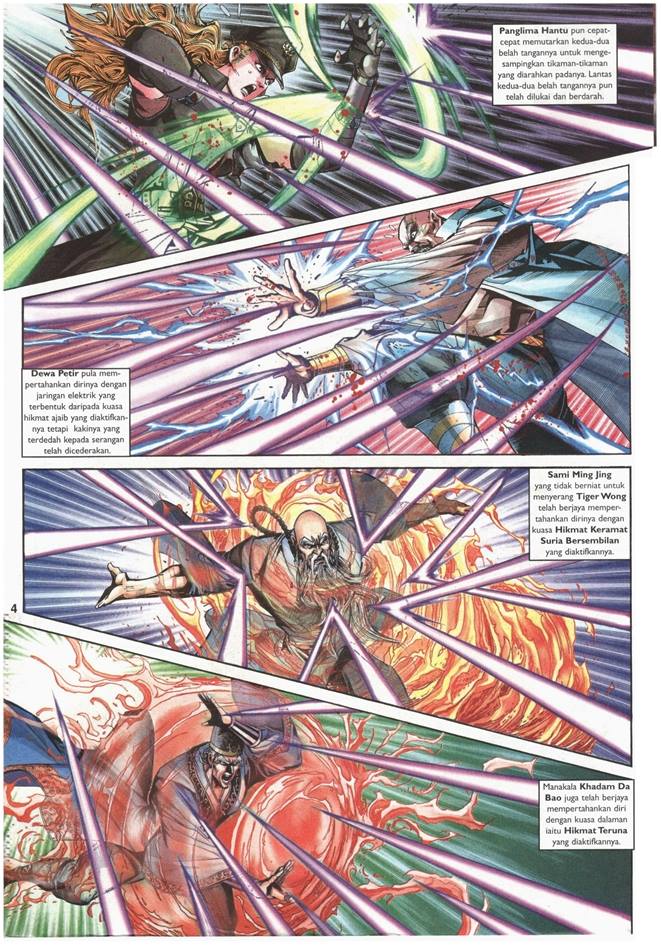 Panglima Hantu pun cepat-
cepat memutarkan kedua-dua
belah tangannya untuk menge-
sampingkan tikaman-tikaman
yang diarahkan padanya. Lantas
kedua-dua belah tangannya pun
telah dilukai dan berdarah.
Dewa Petir pula mem-
pertahankan dirinya dengan
jaringan elektrik yang
terbentuk daripada kuasa
hikmat ajaib yang diaktifkan-
nya tetapi kakinya yang
terdedah kepada serangan
telah dicederakan.
Sami Ming Jing
yang tidak berniat untuk
menyerang Tiger Wong
telah berjaya memper-
tahankan dirinya dengan
kuasa Hikmat Keramat
Suria Bersembilan
yang diaktifkannya.
4
Manakala Khadam Da
Bao juga telah berjaya
mempertahankan diri
dengan kuasa dalaman
iaitu Hikmat Teruna
yang diaktifkannya.